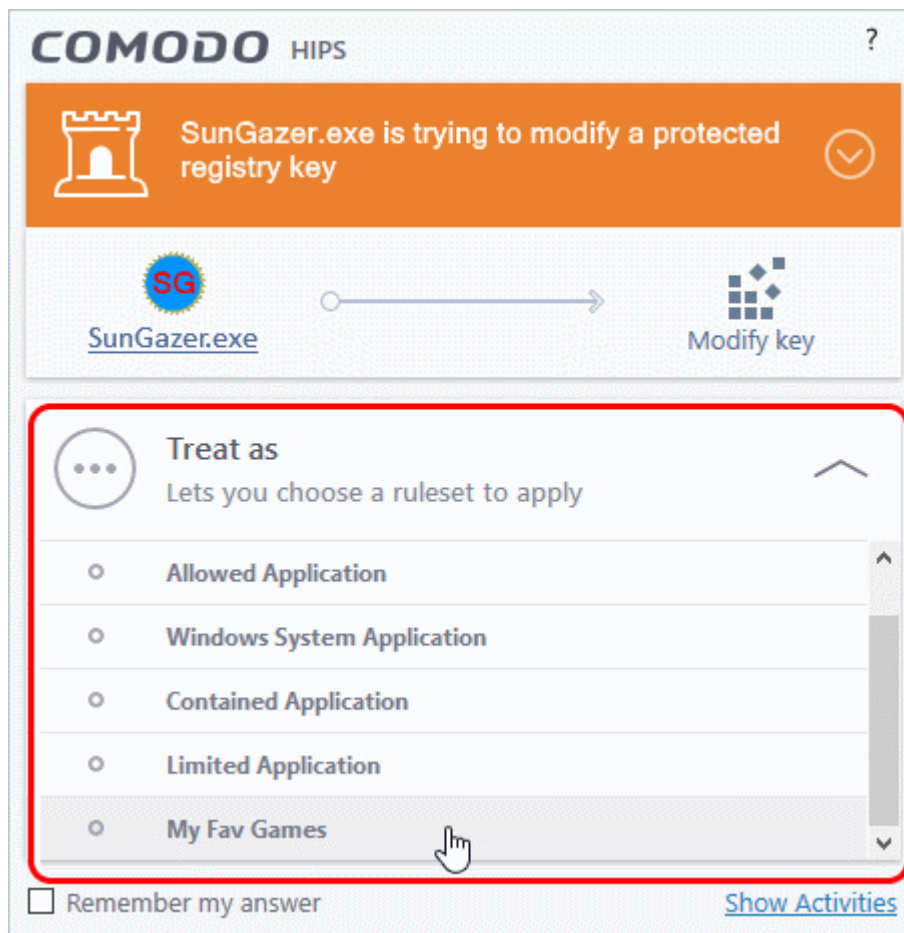 COMODO HIPS ?
SunGazer.exe is trying to modify a protected
registry key
SG
SunGazer.exe
Modify key
Treat as
Lets you choose a ruleset to apply
Allowed Application
Windows System Application
Contained Application
Limited Application
My Fav Games
Remember my answer
Show Activities